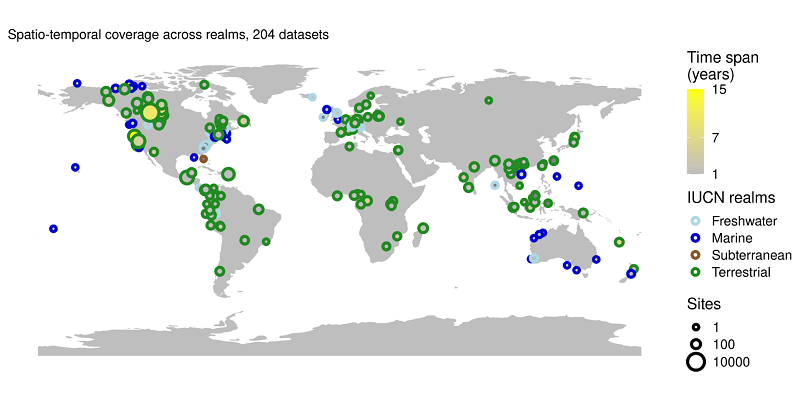 Spatio-temporal coverage across realms, 204 datasets
Time span
(years)
15
7
1
IUCN realms
Freshwater
Marine
Subterranean
Terrestrial
Sites
1
100
10000